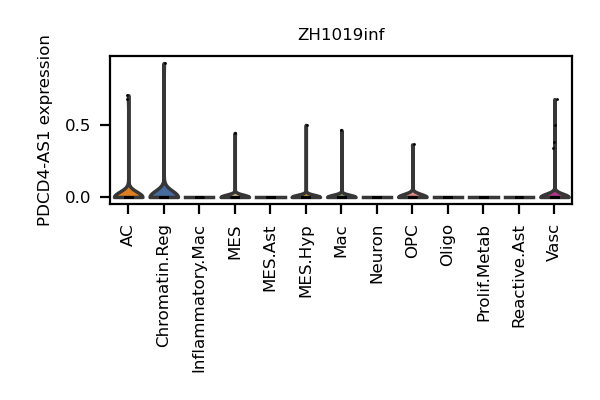 ZH1019inf
PDCD4-AS1 expression
0.5
0.0
AC
Chromatin.Reg
Inflammatory.Mac
MES
MES.Ast
MES.Hyp
Mac
Neuron
OPC
Oligo
Prolif.Metab
Reactive.Ast
Vasc